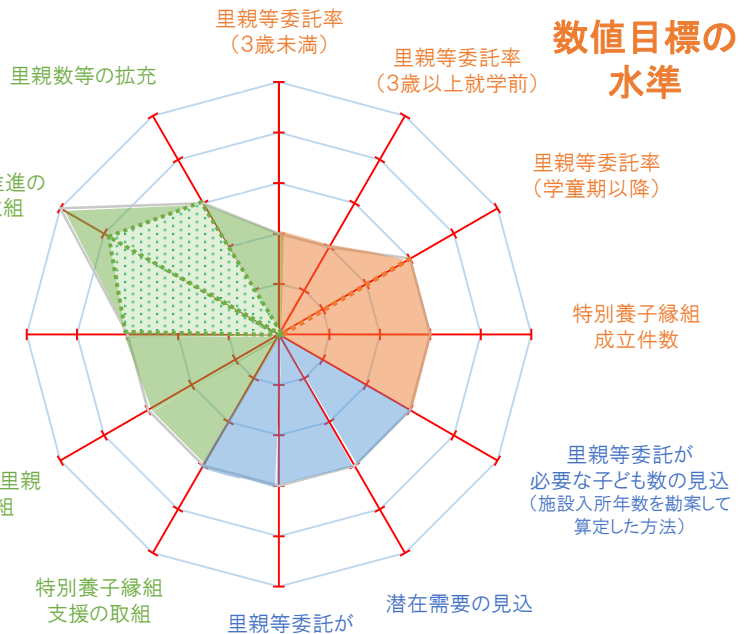 数値目標の
水準
里親等委託率
（3歳未満）
里親等委託率
（3歳以上就学前）
里親数等の拡充
里親等委託率
（学童期以降）
進の
組
特別養子縁組
成立件数
里親
組
里親等委託が
必要な子ども数の見込
（施設入所年数を勘案して
算定した方法）
特別養子縁組
支援の取組
潜在需要の見込
里親等委託が